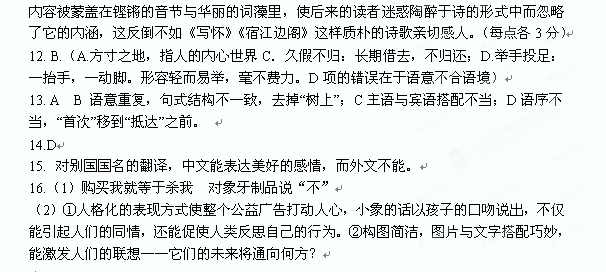 内容被蒙盖在铿锵的音节与华丽的词藻里，使后来的读者迷惑陶醉于诗的形式中而忽略
了它的内涵，这反倒不如《写怀》《宿江边阁》这样质朴的诗歌亲切感人。（每点各 3 分）
12. B.（A.方寸之地，指人的内心世界 C．久假不归：长期借去，不归还；D.举手投足：
一抬手，一动脚。形容轻而易举，毫不费力。D 项的错误在于语意不合语境）
13. A　B 语意重复，句式结构不一致，去掉“树上”；C 主语与宾语搭配不当；D 语序不
当，“首次”移到“抵达”之前。
14.D
15. 对别国国名的翻译，中文能表达美好的感情，而外文不能。
16.（1）购买我就等于杀我　对象牙制品说“不”
（2）①人格化的表现方式使整个公益广告打动人心，小象的话以孩子的口吻说出，不仅
能引起人们的同情，还能促使人类反思自己的行为。②构图简洁，图片与文字搭配巧妙，
能激发人们的联想——它们的未来将通向何方？